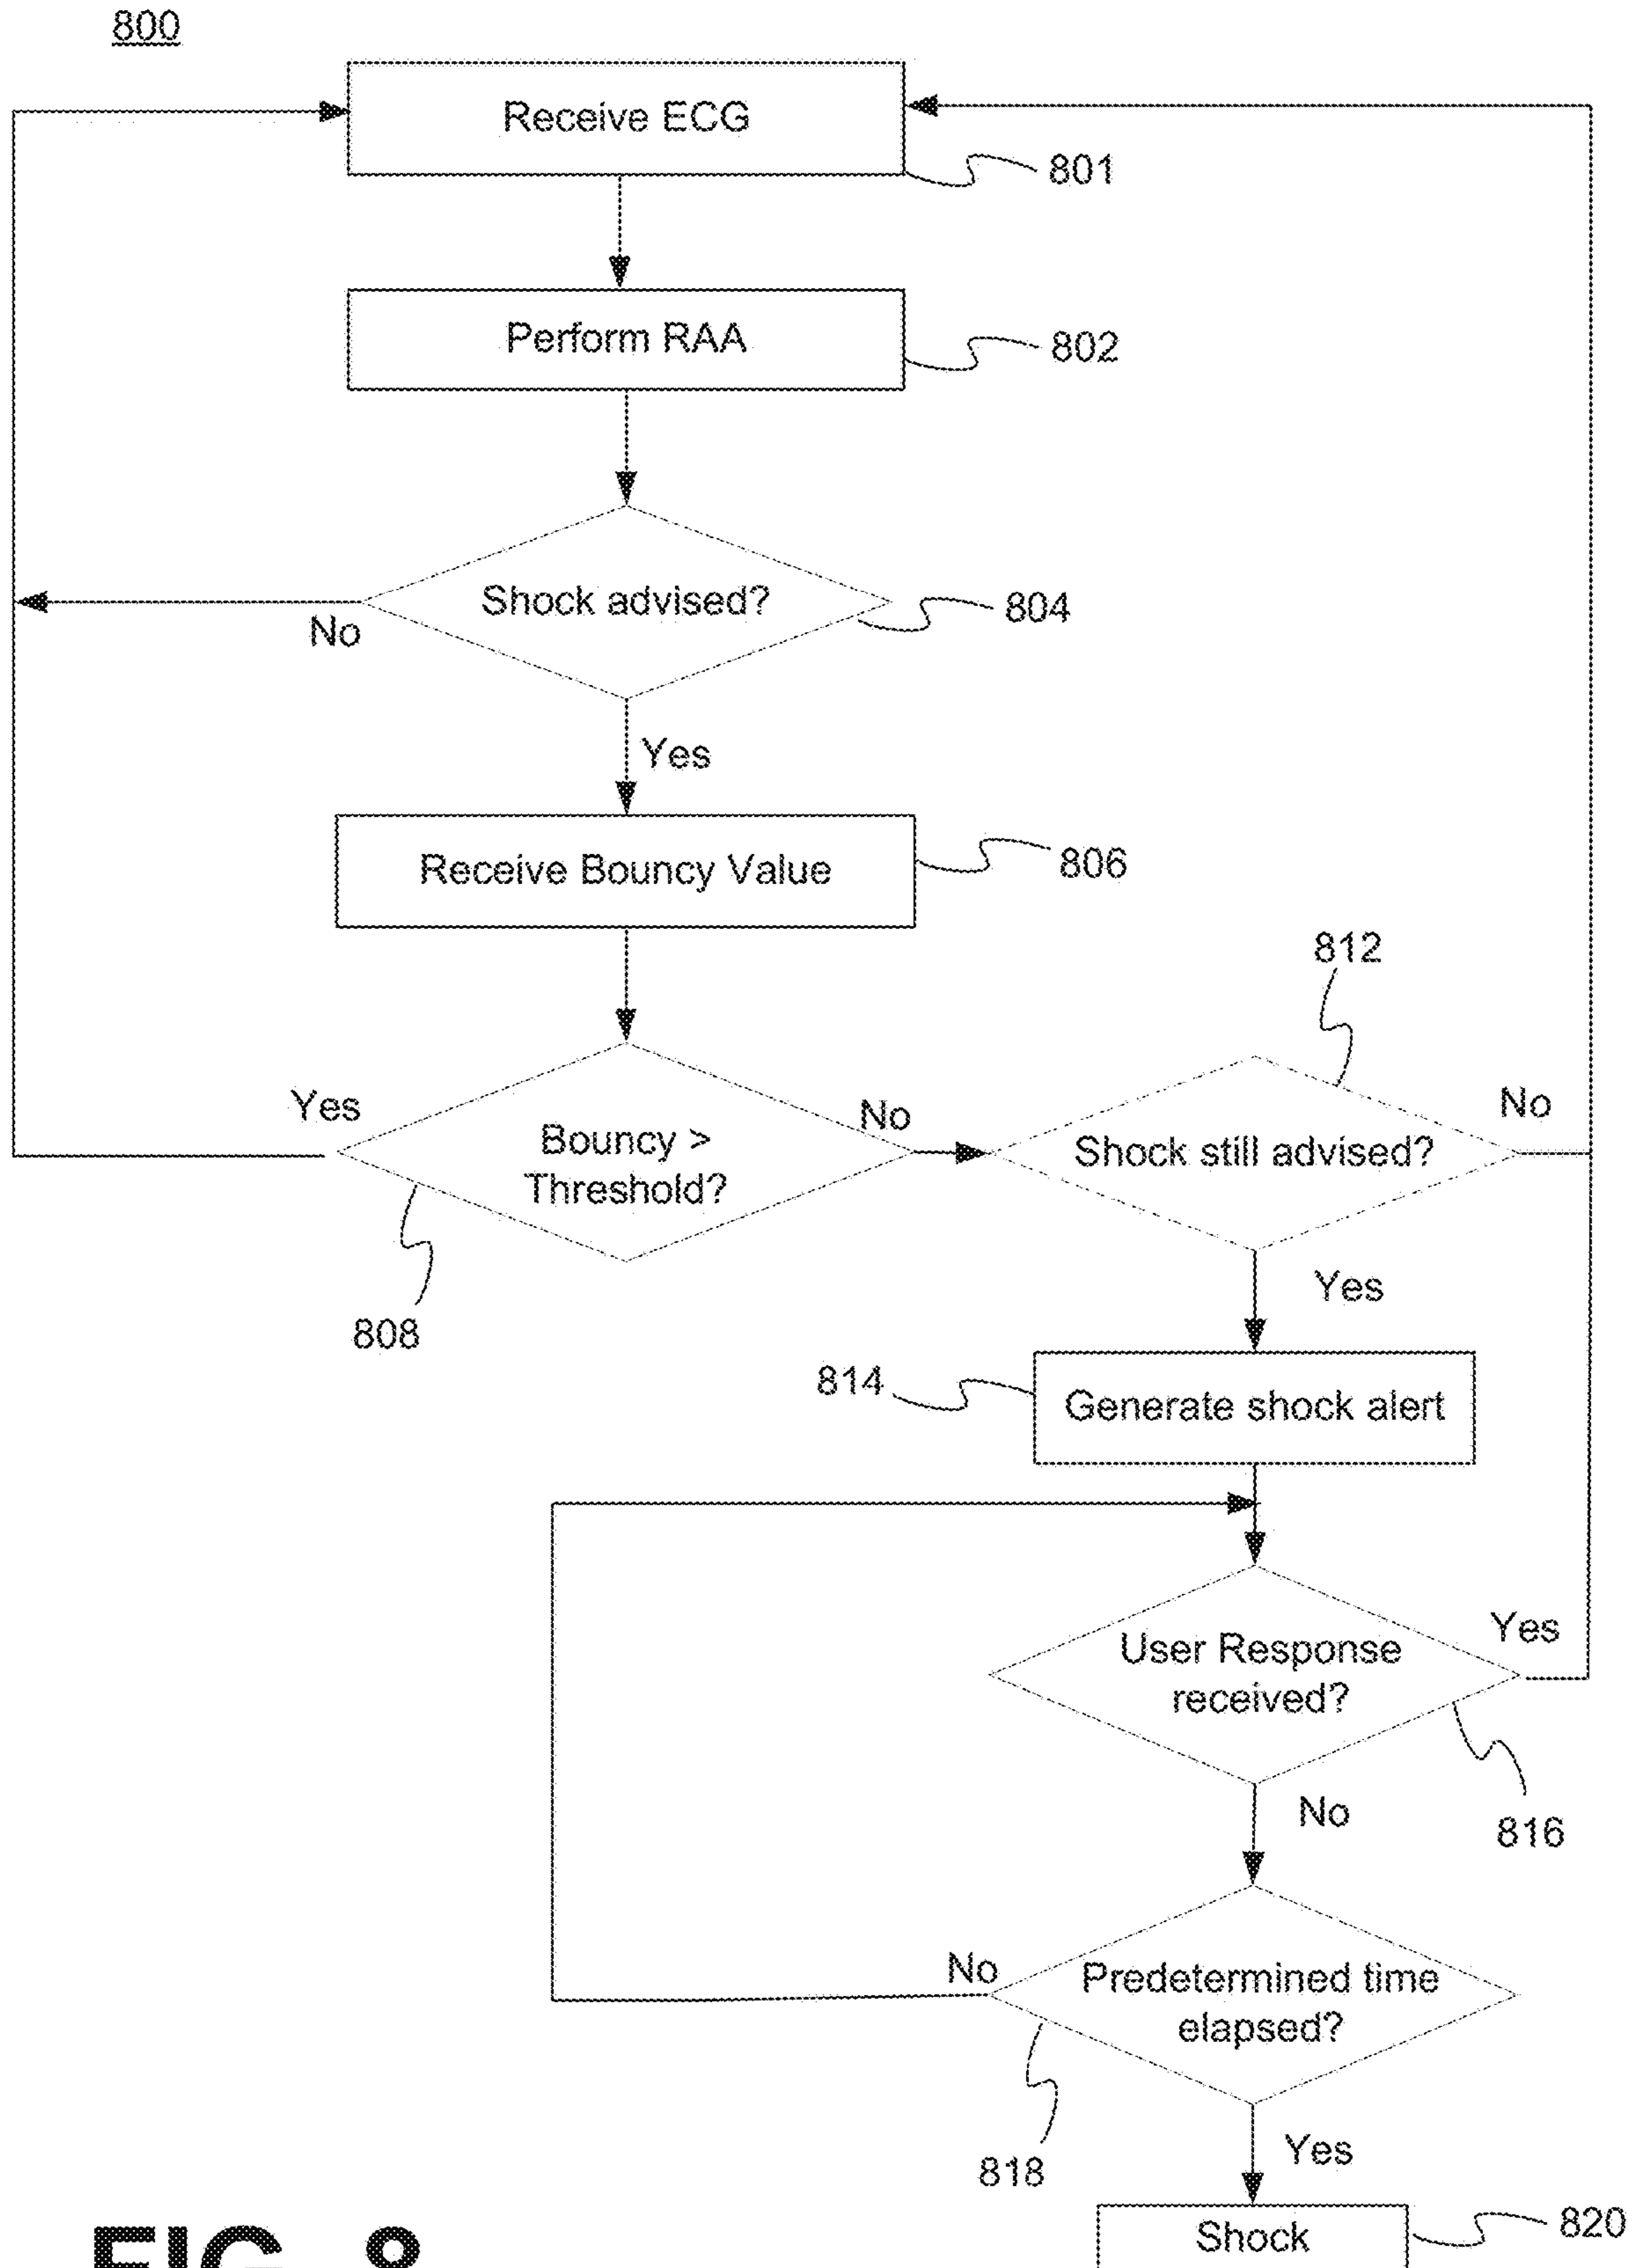 800
Receive ECG
801
Perform RAA
802
Shock advised?
804
No
Yes
Receive Bouncy Value
806
812
Yes
Bouncy >
Threshold?
No
Shock still advised?
No
808
Yes
814
Generate shock alert
User Response
received?
Yes
816
No
No
Predetermined time
elapsed?
818
Yes
Shock
820
FIG. 8